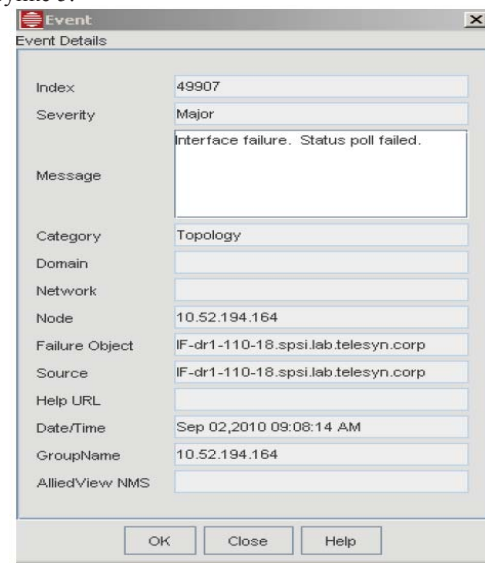 Event
Event Details
Index 49907
Severity Major
Message Interface failure. Status poll failed.
Category Topology
Domain
Network
Node 10.52.194.164
Failure Object IF-dr1-110-18.spsi.lab.telesyn.corp
Source IF-dr1-110-18.spsi.lab.telesyn.corp
Help URL
Date/Time Sep 02,2010 09:08:14 AM
GroupName 10.52.194.164
AlliedView NMS
OK Close Help